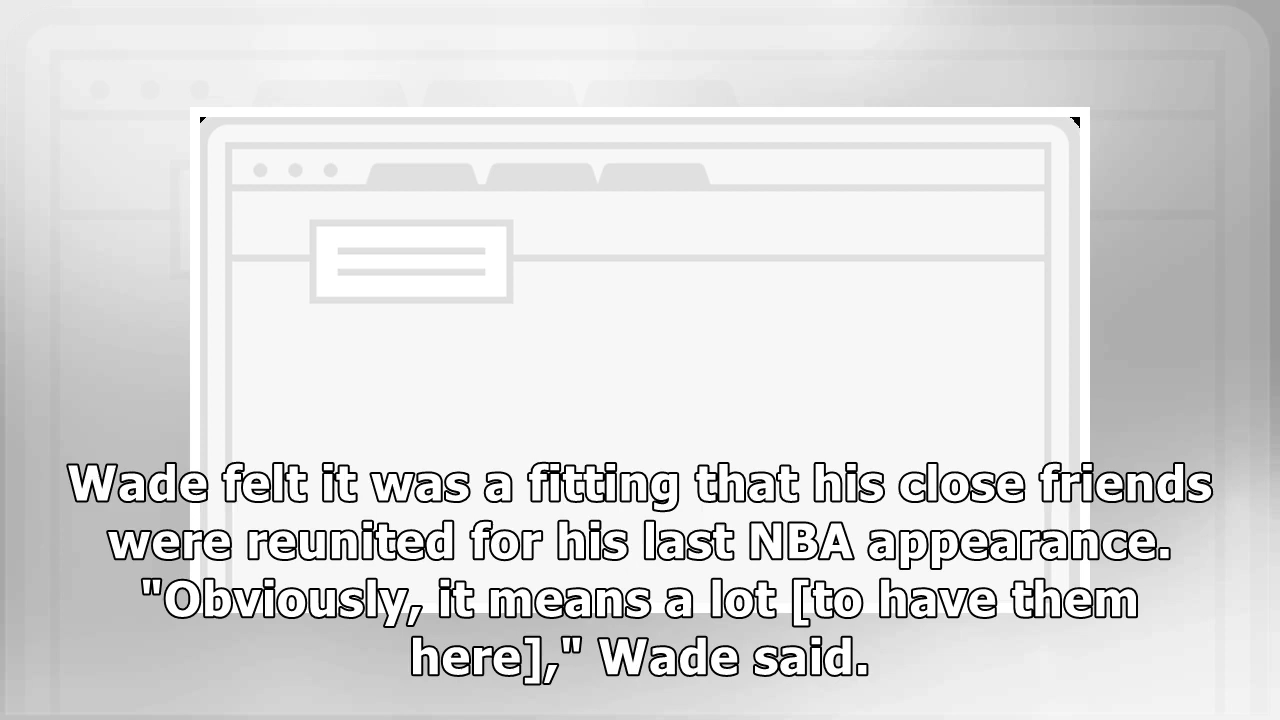 Wade felt it was a fitting that his close friends
were reunited for his last NBA appearance.
"Obviously, it means a lot [to have them
here]," Wade said.